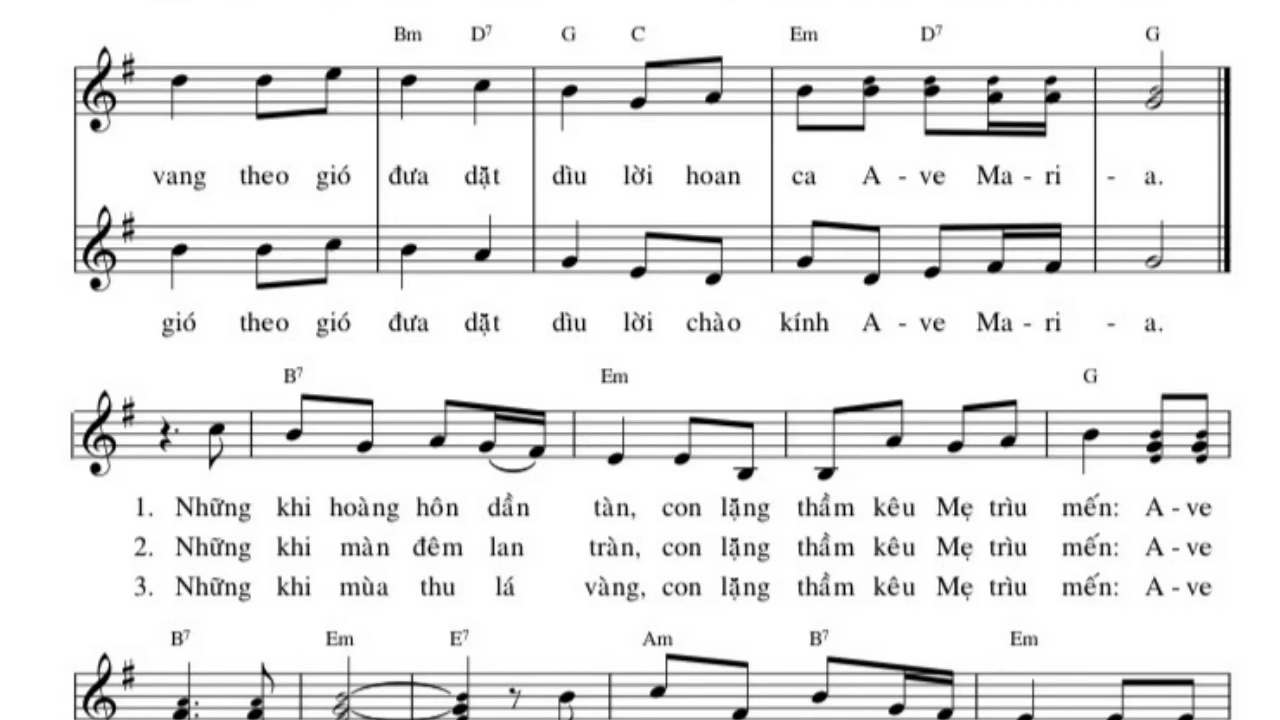 Bm D7 G C Em D7 G
vang theo gió đưa dặt dìu lời hoan ca A - ve Ma - ri - a.
gió theo gió đưa dặt dìu lời chào kính A - ve Ma - ri - a.
B7 Em G
1. Những khi hoàng hôn dần tàn, con lặng thầm kêu Mẹ trìu mến: A - ve
2. Những khi màn đêm lan tràn, con lặng thầm kêu Mẹ trìu mến: A - ve
3. Những khi mùa thu lá vàng, con lặng thầm kêu Mẹ trìu mến: A - ve
B7 Em E7 Am B7 Em